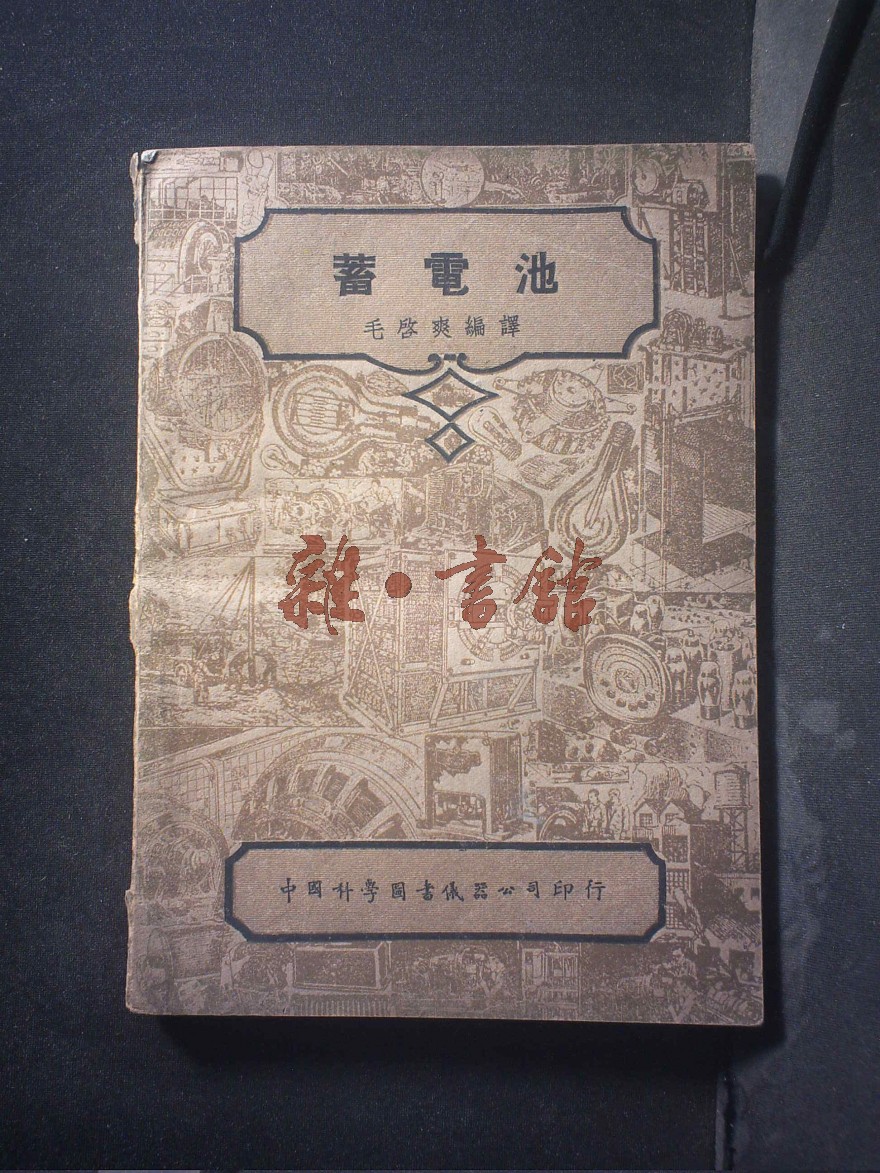 蓄電池
毛啓爽編譯
雜·書館
中國科學圖書儀器公司印行